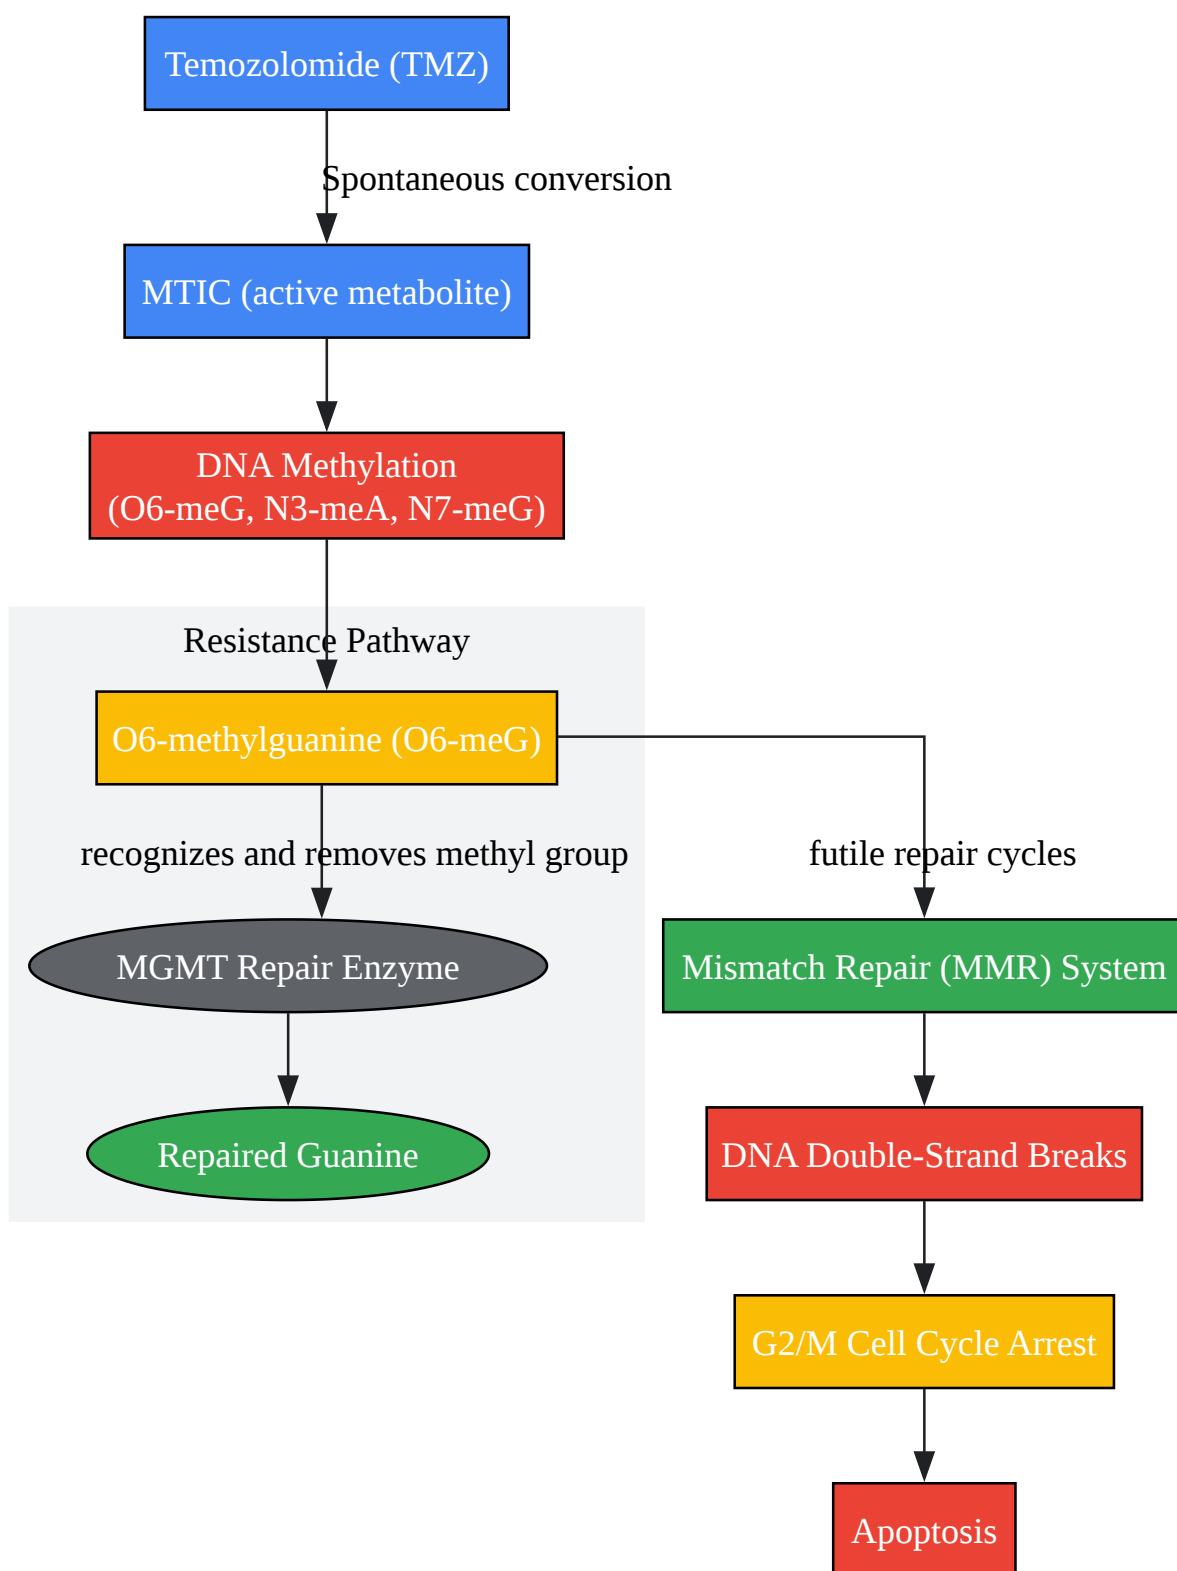 Temozolomide (TMZ)
Spontaneous conversion
MTIC (active metabolite)
DNA Methylation
(O6-meG, N3-meA, N7-meG)
Resistance Pathway
O6-methylguanine (O6-meG)
recognizes and removes methyl group
futile repair cycles
MGMT Repair Enzyme
Mismatch Repair (MMR) System
Repaired Guanine
DNA Double-Strand Breaks
G2/M Cell Cycle Arrest
Apoptosis